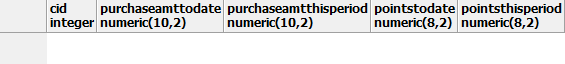 cid purchaseamttodate purchaseamtthisperiod pointstodate pointsthisperiod
integer numeric(10,2) numeric(10,2) numeric(8,2) numeric(8,2)